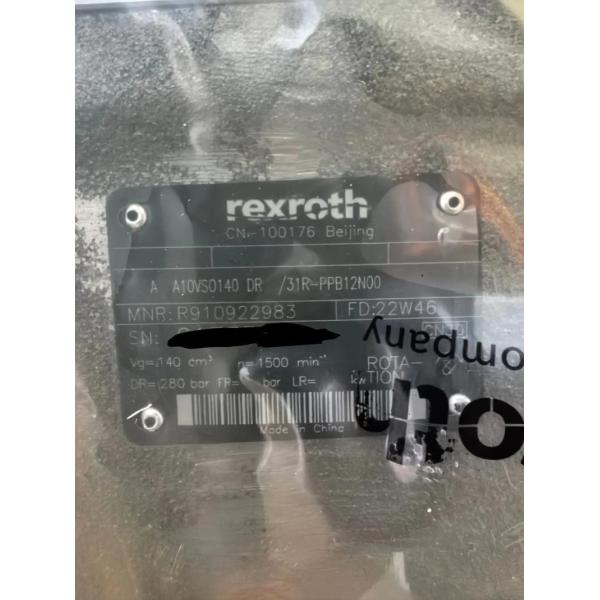 rexroth
CN-100176 Beijing
A A10VSO140 DR /31R-PPB12N00
MNR: R910922983 FD: 22W46
SN:
Vg= 140 cm³ n= 1500 min⁻¹ ROTA-
DR= 280 bar FR= bar LR= kW TION
Made in China
ompany